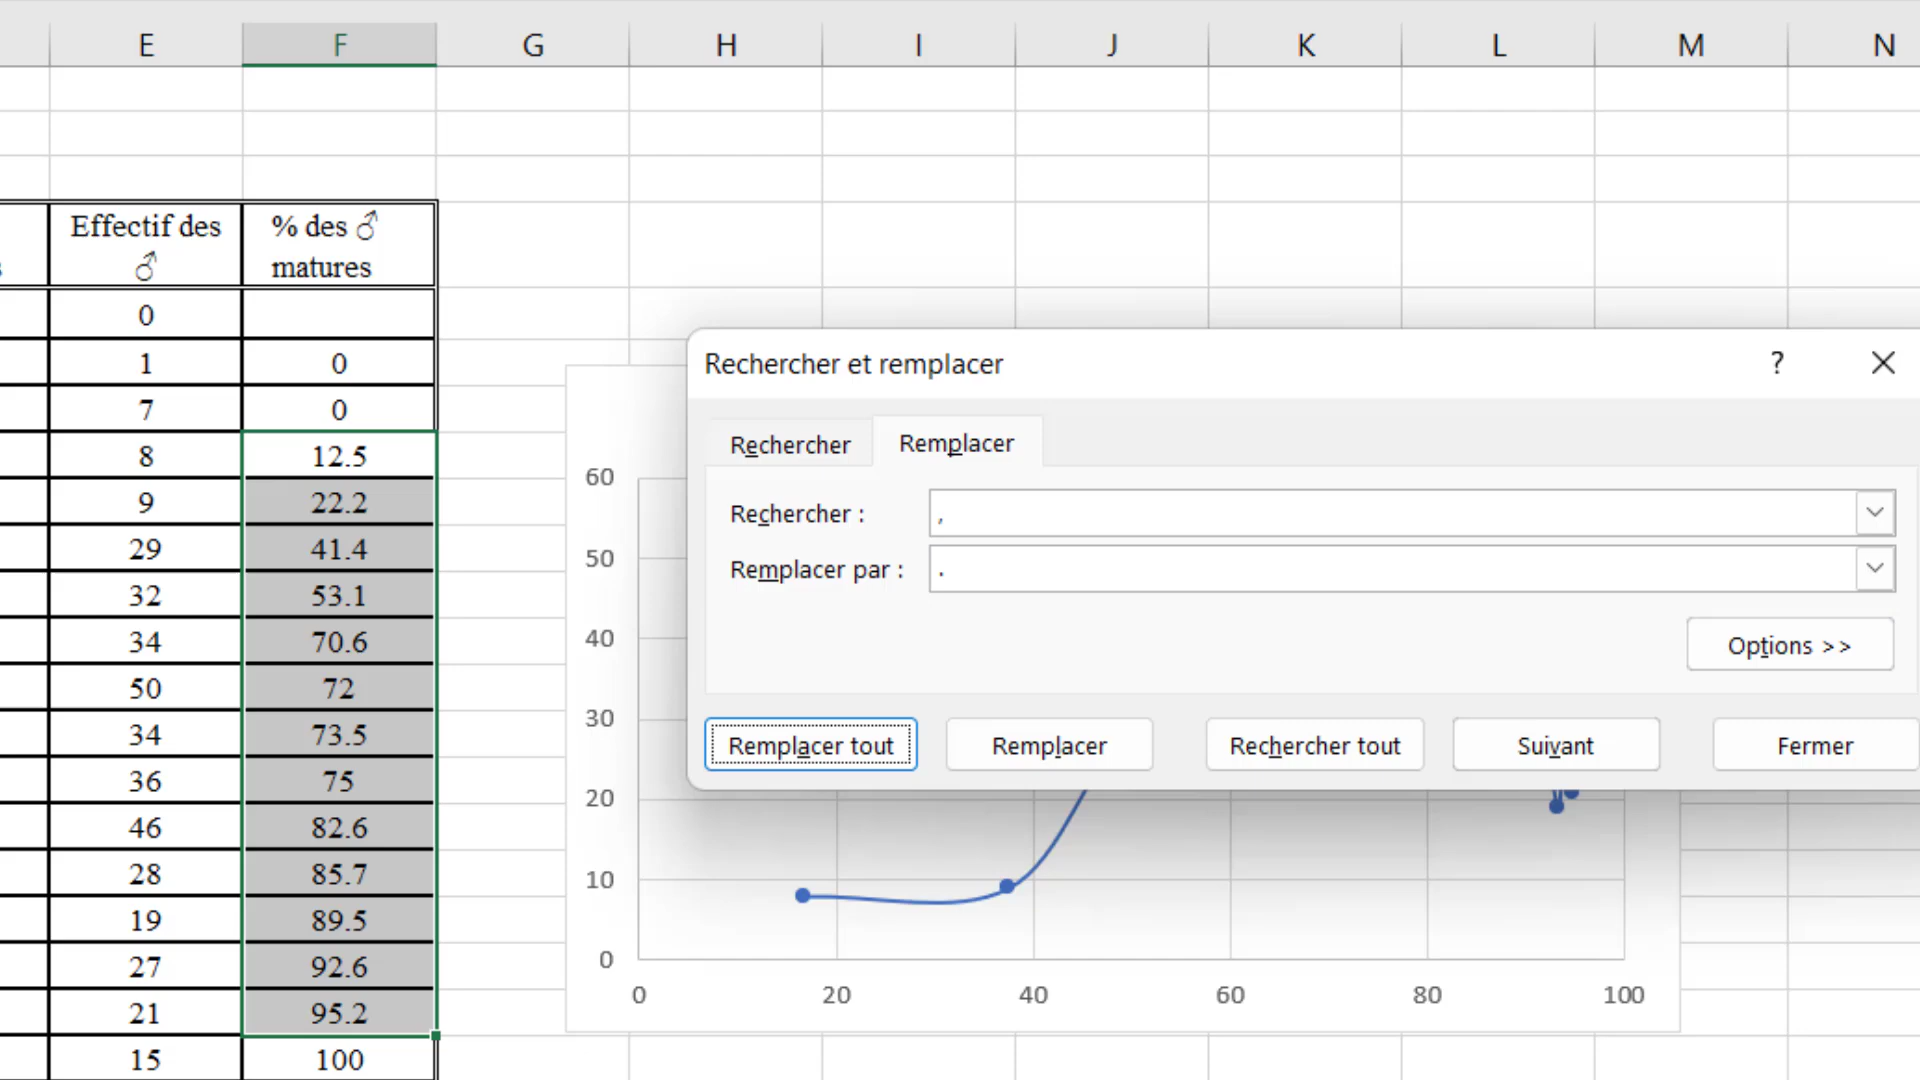 E F G H I J K L M N
Effectif des ♂ % des ♂ matures
0
1 0
7 0
8 12.5
9 22.2
29 41.4
32 53.1
34 70.6
50 72
34 73.5
36 75
46 82.6
28 85.7
19 89.5
27 92.6
21 95.2
15 100
Rechercher et remplacer ? ×
Rechercher Remplacer
Rechercher : ,
Remplacer par : .
Options >>
Remplacer tout Remplacer Rechercher tout Suivant Fermer
60
50
40
30
20
10
0
0 20 40 60 80 100